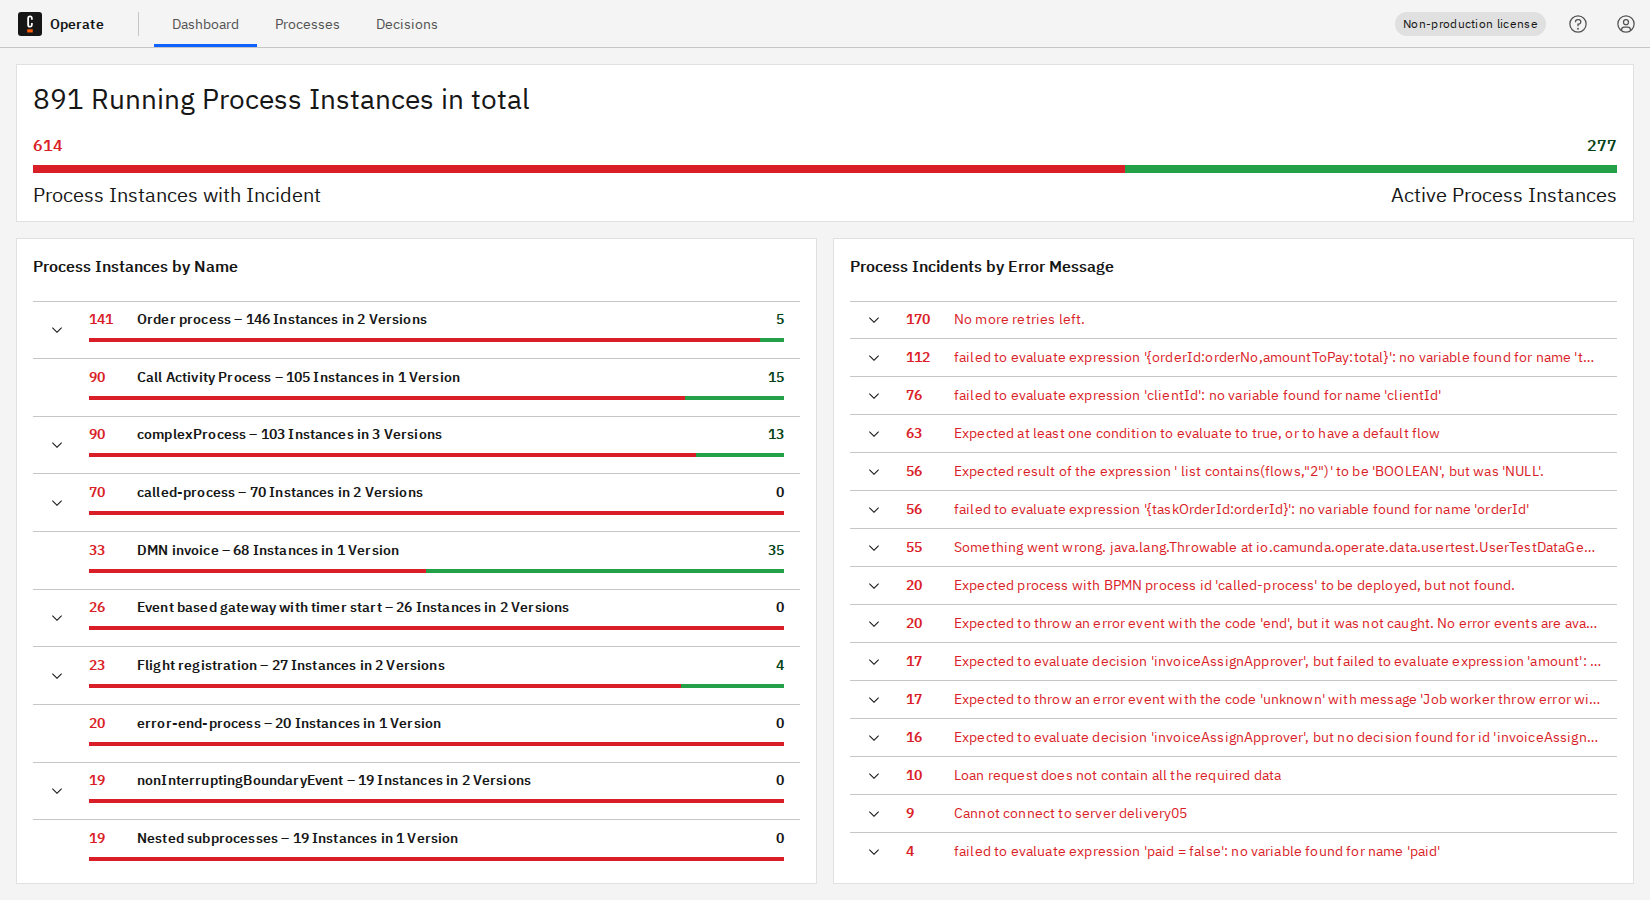 Operate
Dashboard
Processes
Decisions
Non-production license
891 Running Process Instances in total
614
277
Process Instances with Incident
Active Process Instances
Process Instances by Name
141 Order process – 146 Instances in 2 Versions 5
90 Call Activity Process – 105 Instances in 1 Version 15
90 complexProcess – 103 Instances in 3 Versions 13
70 called-process – 70 Instances in 2 Versions 0
33 DMN invoice – 68 Instances in 1 Version 35
26 Event based gateway with timer start – 26 Instances in 2 Versions 0
23 Flight registration – 27 Instances in 2 Versions 4
20 error-end-process – 20 Instances in 1 Version 0
19 nonInterruptingBoundaryEvent – 19 Instances in 2 Versions 0
19 Nested subprocesses – 19 Instances in 1 Version 0
Process Incidents by Error Message
170 No more retries left.
112 failed to evaluate expression '{orderId:orderNo,amountToPay:total}': no variable found for name 't...
76 failed to evaluate expression 'clientId': no variable found for name 'clientId'
63 Expected at least one condition to evaluate to true, or to have a default flow
56 Expected result of the expression ' list contains(flows,"2")' to be 'BOOLEAN', but was 'NULL'.
56 failed to evaluate expression '{taskOrderId:orderId}': no variable found for name 'orderId'
55 Something went wrong. java.lang.Throwable at io.camunda.operate.data.usertest.UserTestDataGe...
20 Expected process with BPMN process id 'called-process' to be deployed, but not found.
20 Expected to throw an error event with the code 'end', but it was not caught. No error events are ava...
17 Expected to evaluate decision 'invoiceAssignApprover', but failed to evaluate expression 'amount': ...
17 Expected to throw an error event with the code 'unknown' with message 'Job worker throw error wi...
16 Expected to evaluate decision 'invoiceAssignApprover', but no decision found for id 'invoiceAssign...
10 Loan request does not contain all the required data
9 Cannot connect to server delivery05
4 failed to evaluate expression 'paid = false': no variable found for name 'paid'